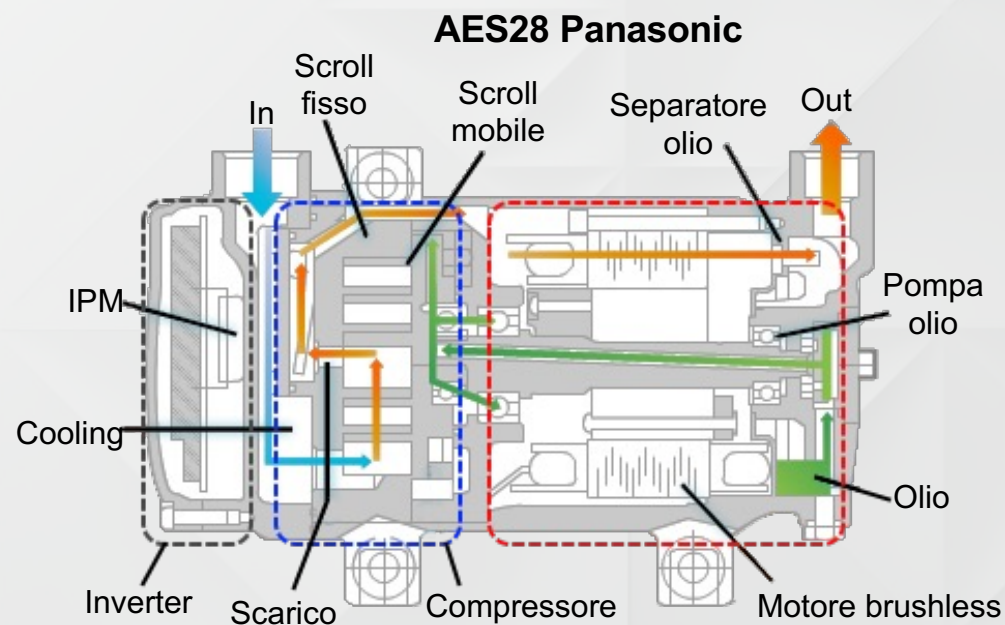 AES28 Panasonic
Scroll
fisso
In
Scroll
mobile
Separatore
olio
Out
IPM
Pompa
olio
Cooling
Olio
Inverter
Scarico
Compressore
Motore brushless